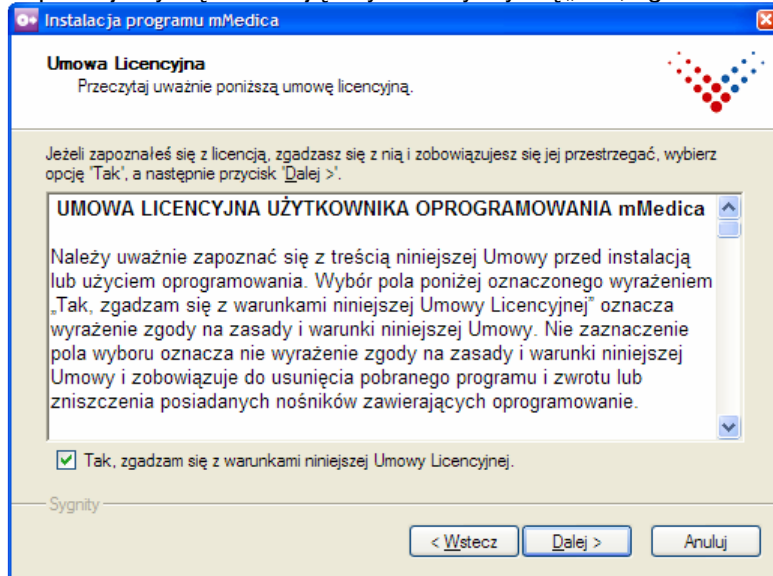 Instalacja programu mMedica
Umowa Licencyjna
Przeczytaj uważnie poniższą umowę licencyjną.
Jeżeli zapoznałeś się z licencją, zgadzasz się z nią i zobowiązujesz się jej przestrzegać, wybierz
opcję 'Tak', a następnie przycisk 'Dalej >'.
UMOWA LICENCYJNA UŻYTKOWNIKA OPROGRAMOWANIA mMedica
Należy uważnie zapoznać się z treścią niniejszej Umowy przed instalacją
lub użyciem oprogramowania. Wybór pola poniżej oznaczonego wyrażeniem
„Tak, zgadzam się z warunkami niniejszej Umowy Licencyjnej” oznacza
wyrażenie zgody na zasady i warunki niniejszej Umowy. Nie zaznaczenie
pola wyboru oznacza nie wyrażenie zgody na zasady i warunki niniejszej
Umowy i zobowiązuje do usunięcia pobranego programu i zwrotu lub
zniszczenia posiadanych nośników zawierających oprogramowanie.
Tak, zgadzam się z warunkami niniejszej Umowy Licencyjnej.
Sygnity
< Wstecz Dalej > Anuluj